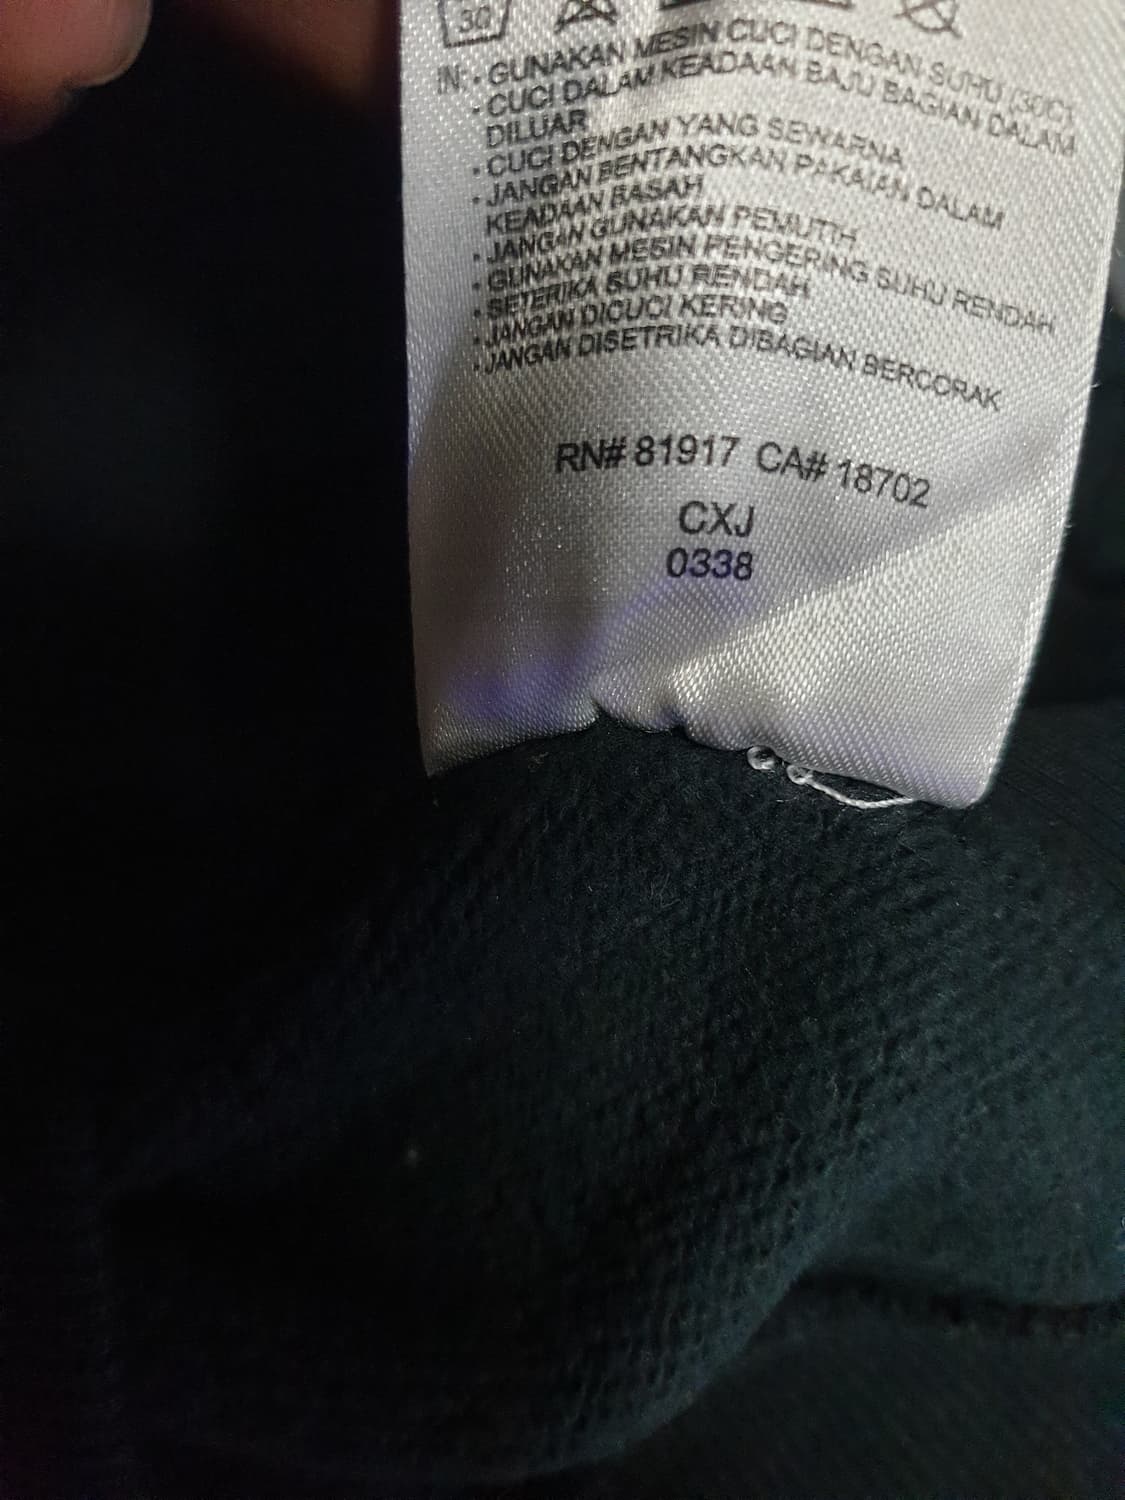 30
IN: • GUNAKAN MESIN CUCI DENGAN SUHU (30C)
• CUCI DALAM KEADAAN BAJU BAGIAN DALAM
DILUAR
• CUCI DENGAN YANG SEWARNA
• JANGAN BENTANGKAN PAKAIAN DALAM
KEADAAN BASAH
• JANGAN GUNAKAN PEMUTIH
• GUNAKAN MESIN PENGERING SUHU RENDAH
• SETERIKA SUHU RENDAH
• JANGAN DICUCI KERING
• JANGAN DISETRIKA DIBAGIAN BERCORAK
RN# 81917 CA# 18702
CXJ
0338